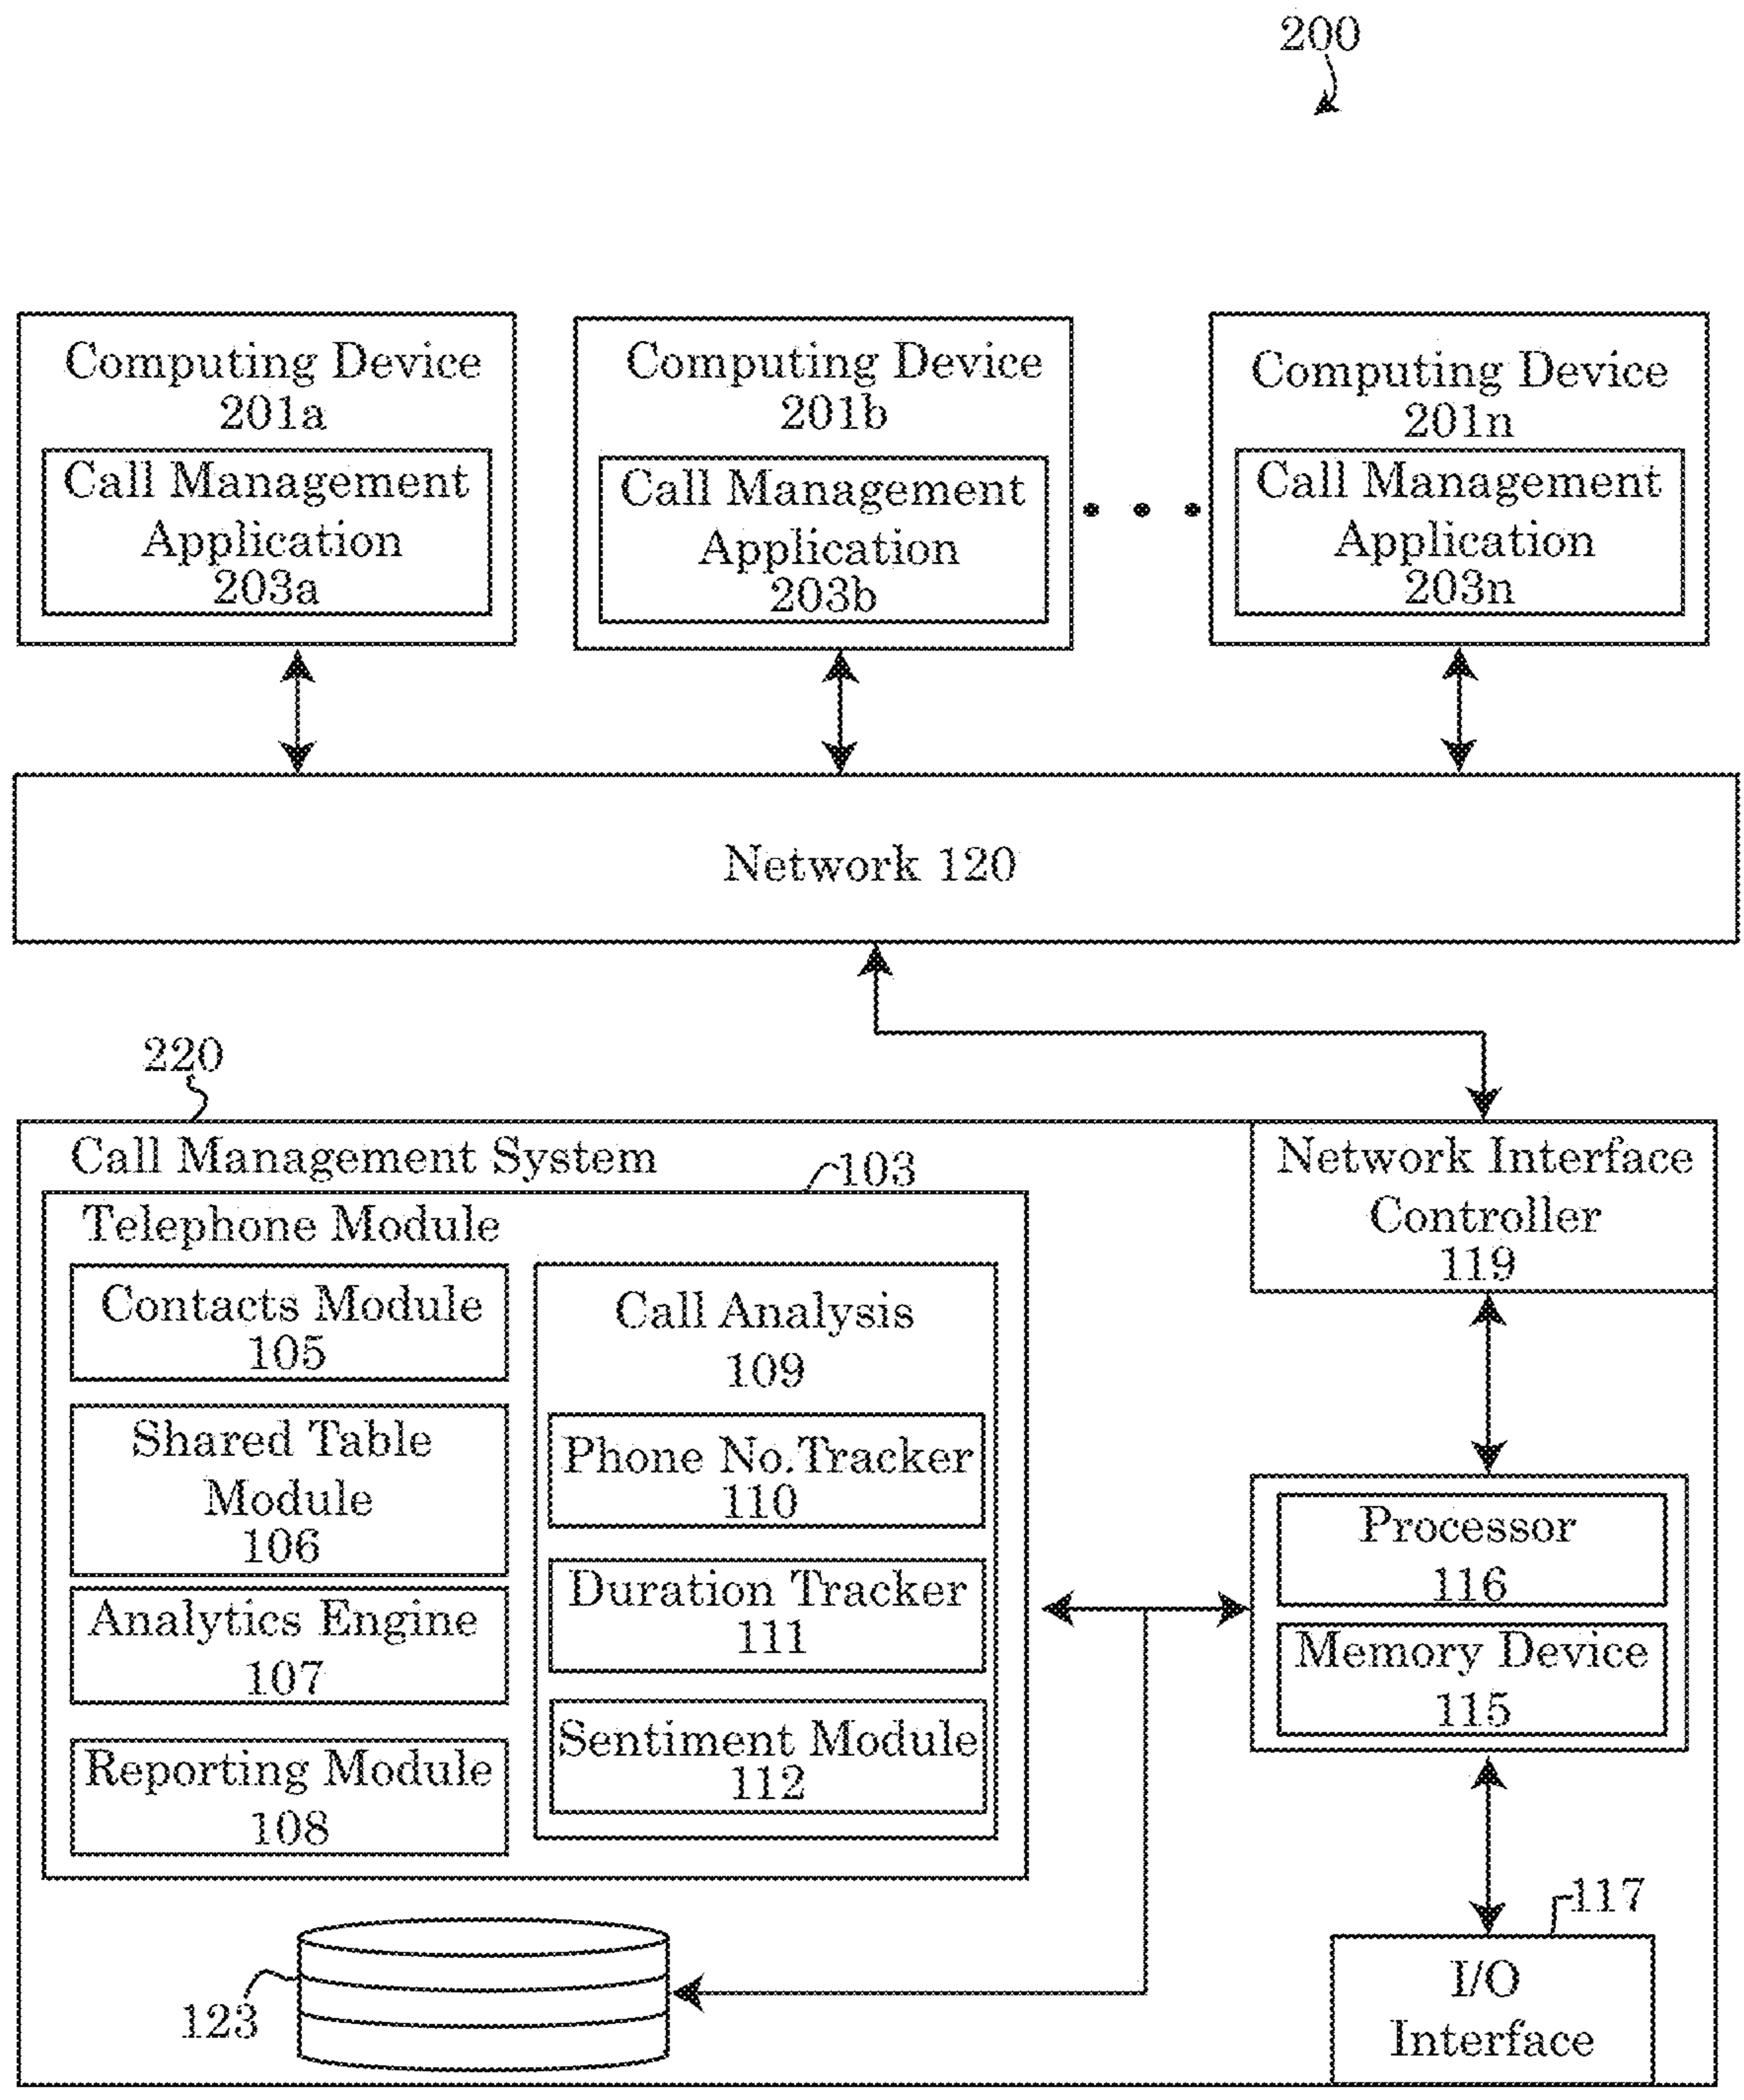 200
Computing Device
201a
Call Management
Application
203a
Computing Device
201b
Call Management
Application
203b
Computing Device
201n
Call Management
Application
203n
Network 120
220
Call Management System
103
Telephone Module
Contacts Module
105
Shared Table
Module
106
Analytics Engine
107
Reporting Module
108
Call Analysis
109
Phone No.Tracker
110
Duration Tracker
111
Sentiment Module
112
Network Interface
Controller
119
Processor
116
Memory Device
115
117
I/O
Interface
123